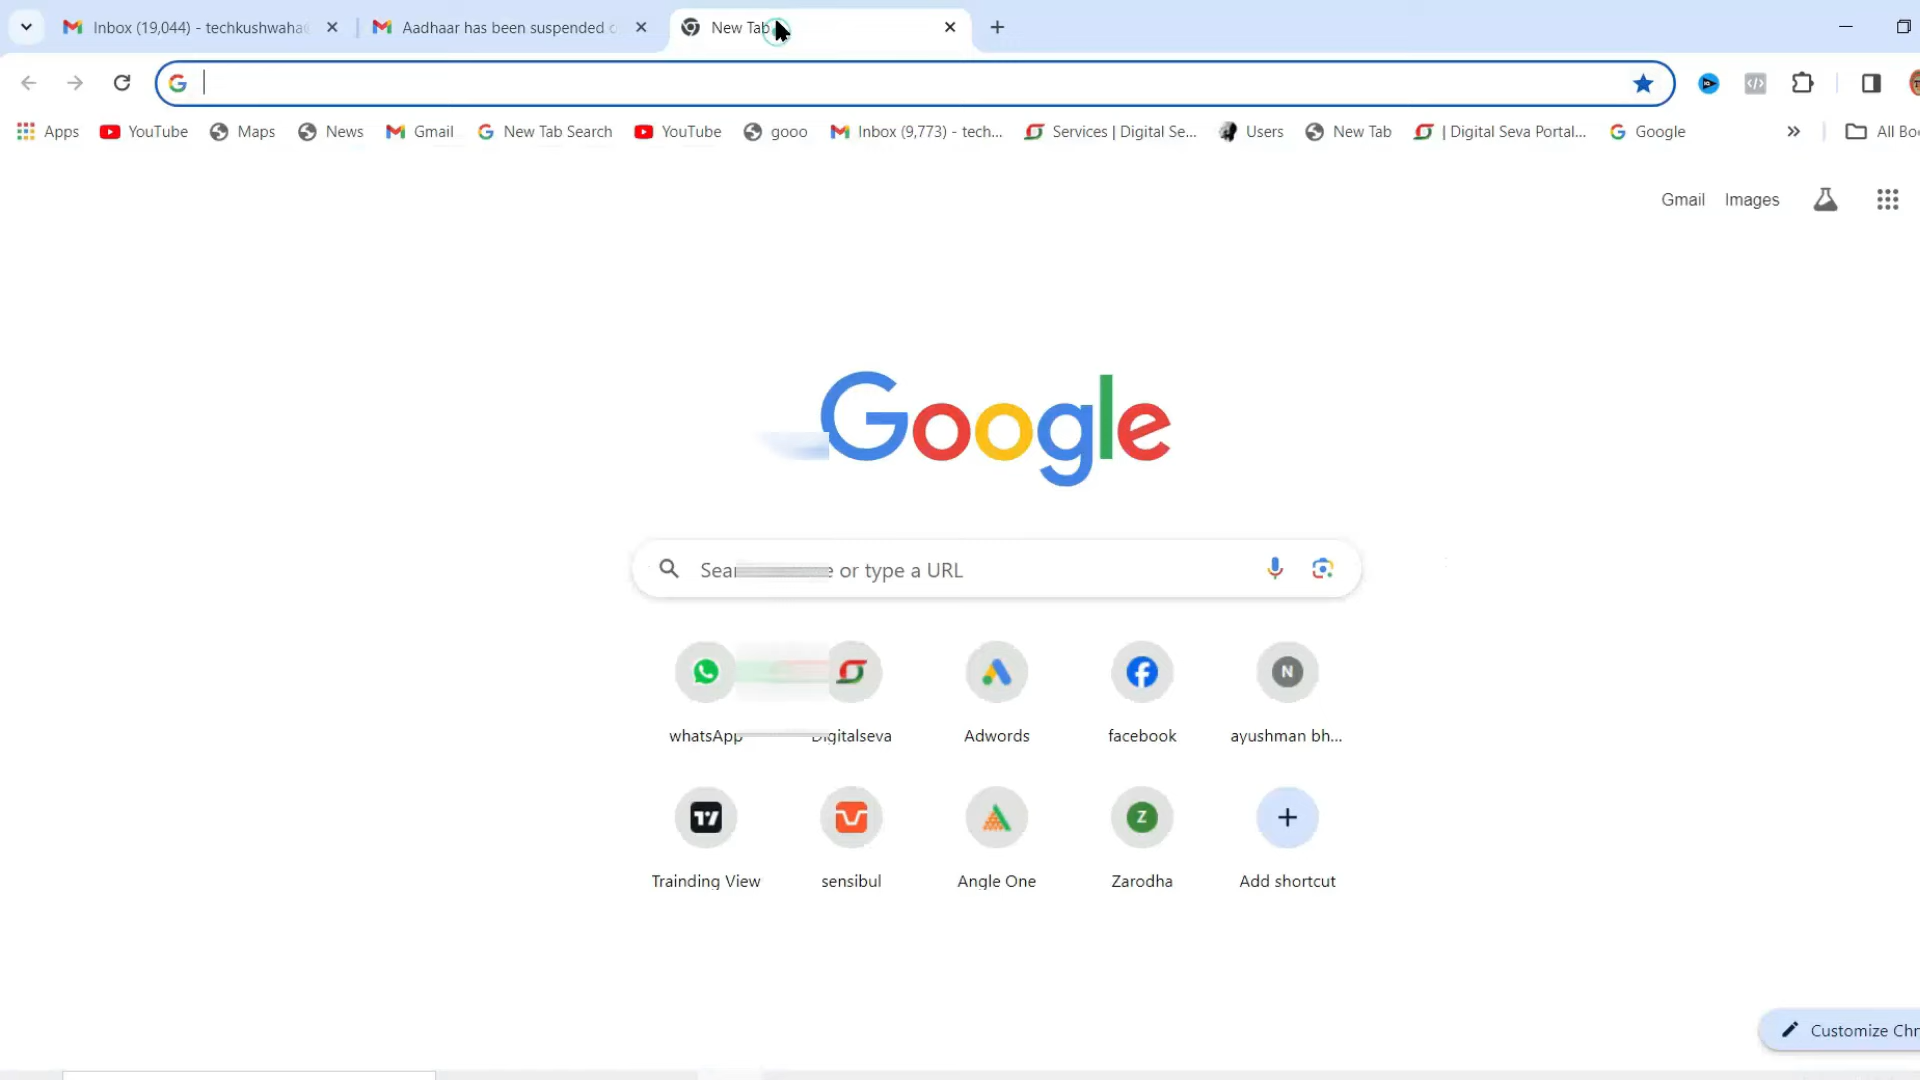 Inbox (19,044) - techkushwaha
Aadhaar has been suspended
New Tab
Apps
YouTube
Maps
News
Gmail
New Tab Search
YouTube
gooo
Inbox (9,773) - tech...
Services | Digital Se...
Users
New Tab
| Digital Seva Portal...
Google
All Bo
Gmail
Images
Google
or type a URL
whatsApp
Digitalseva
Adwords
facebook
ayushman bh...
Trainding View
sensibul
Angle One
Zarodha
Add shortcut
Customize Chr